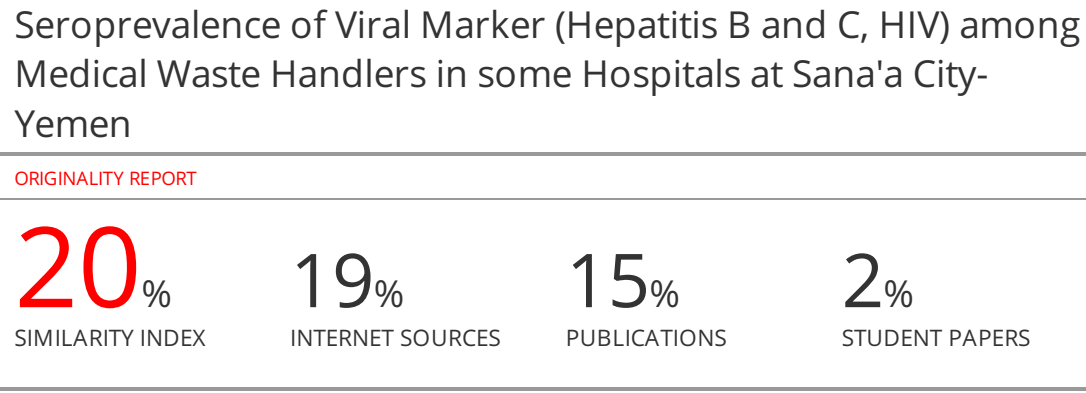 Seroprevalence of Viral Marker (Hepatitis B and C, HIV) among
Medical Waste Handlers in some Hospitals at Sana'a City-
Yemen
ORIGINALITY REPORT
20% 19% 15% 2%
SIMILARITY INDEX INTERNET SOURCES PUBLICATIONS STUDENT PAPERS